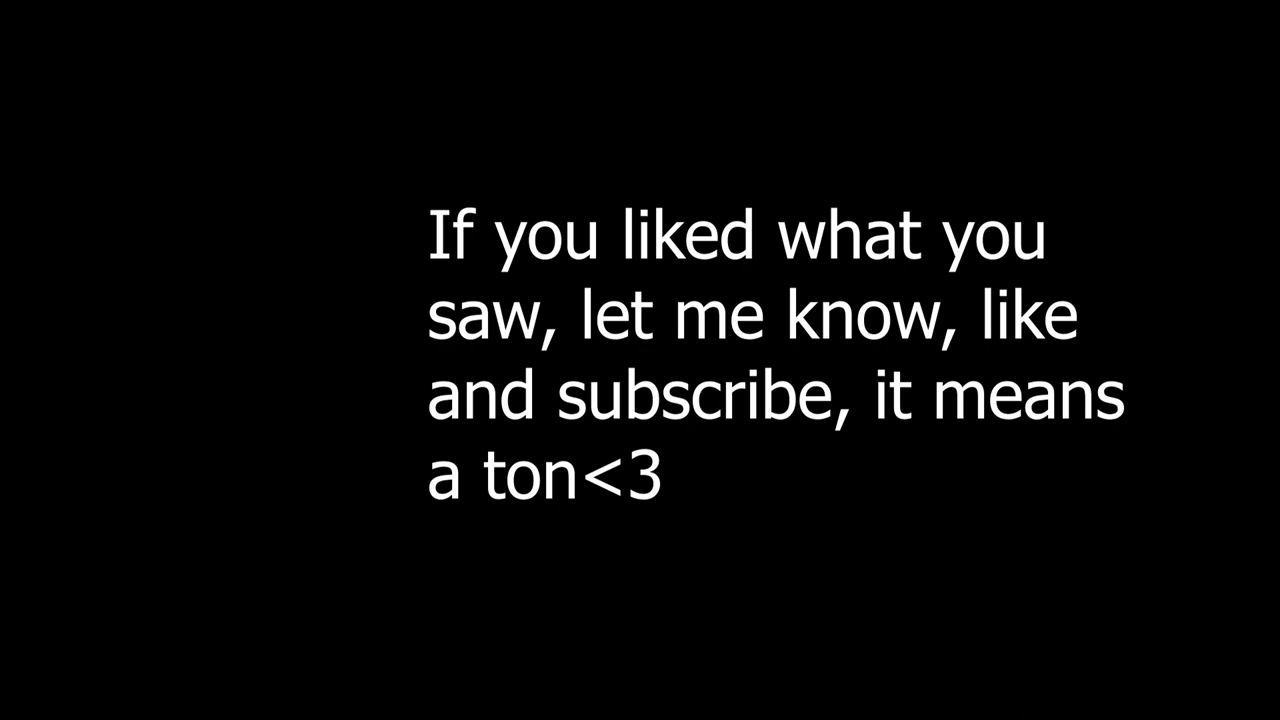 If you liked what you
saw, let me know, like
and subscribe, it means
a ton<3